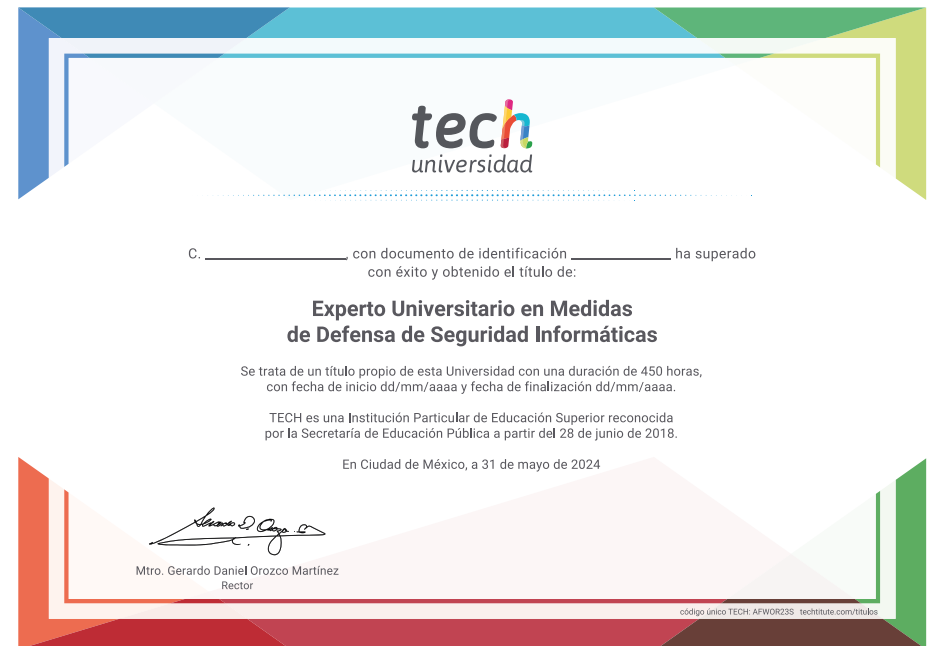 tech
universidad
C. ___________________, con documento de identificación _____________ ha superado
con éxito y obtenido el título de:
Experto Universitario en Medidas
de Defensa de Seguridad Informáticas
Se trata de un título propio de esta Universidad con una duración de 450 horas,
con fecha de inicio dd/mm/aaaa y fecha de finalización dd/mm/aaaa.
TECH es una Institución Particular de Educación Superior reconocida
por la Secretaría de Educación Pública a partir del 28 de junio de 2018.
En Ciudad de México, a 31 de mayo de 2024
Mtro. Gerardo Daniel Orozco Martínez
Rector
código único TECH: AFWOR23S techtitute.com/titulos